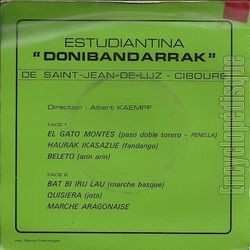 ESTUDIANTINA
"DONIBANDARRAK"
DE SAINT-JEAN-DE-LUZ - CIBOURE
Direction : Albert KAEMPF
FACE 1
EL GATO MONTES (paso doble torero - PENELLA)
HAURAK IKASAZUE (fandango)
BELETO (arin arin)
FACE 2
BAT BI IRU LAU (marche basque)
QUISIERA (jota)
MARCHE ARAGONAISE